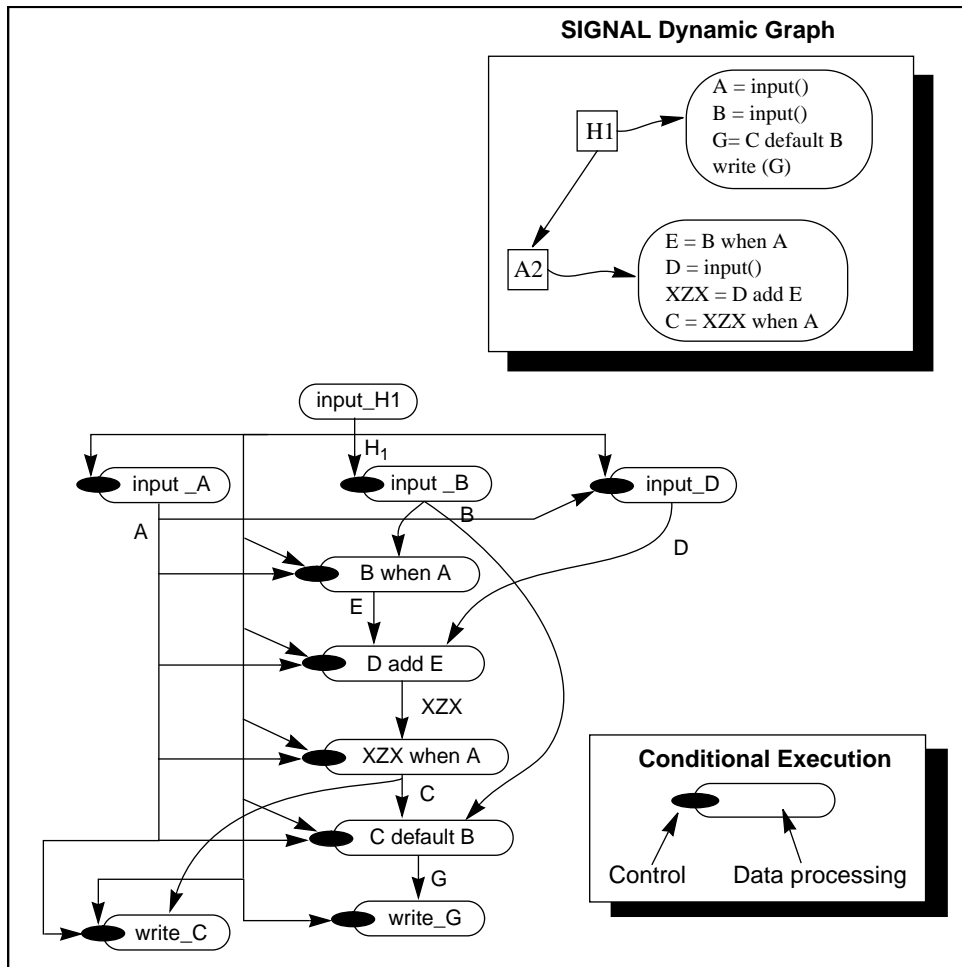 SIGNAL Dynamic Graph
A = input()
B = input()
G= C default B
write (G)
H1
E = B when A
D = input()
XZX = D add E
C = XZX when A
A2
input_H1
H1
input _A
input _B
input_D
A
B
D
B when A
E
D add E
XZX
XZX when A
C
C default B
G
write_C
write_G
Conditional Execution
Control
Data processing